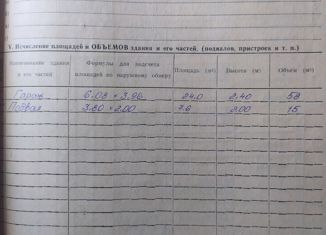 V. Исчисление площадей и ОБЪЕМОВ здания и его частей, (подвалов, пристроек и т. п.)
Наименование здания и его частей
Формулы для подсчета площадей по наружному обмеру
Площадь (м²)
Высота (м)
Объем (м³)
Гараж 6.08 × 3.96 24.0 2,40 58
Подвал 3.80 × 2.00 7.6 2.00 15